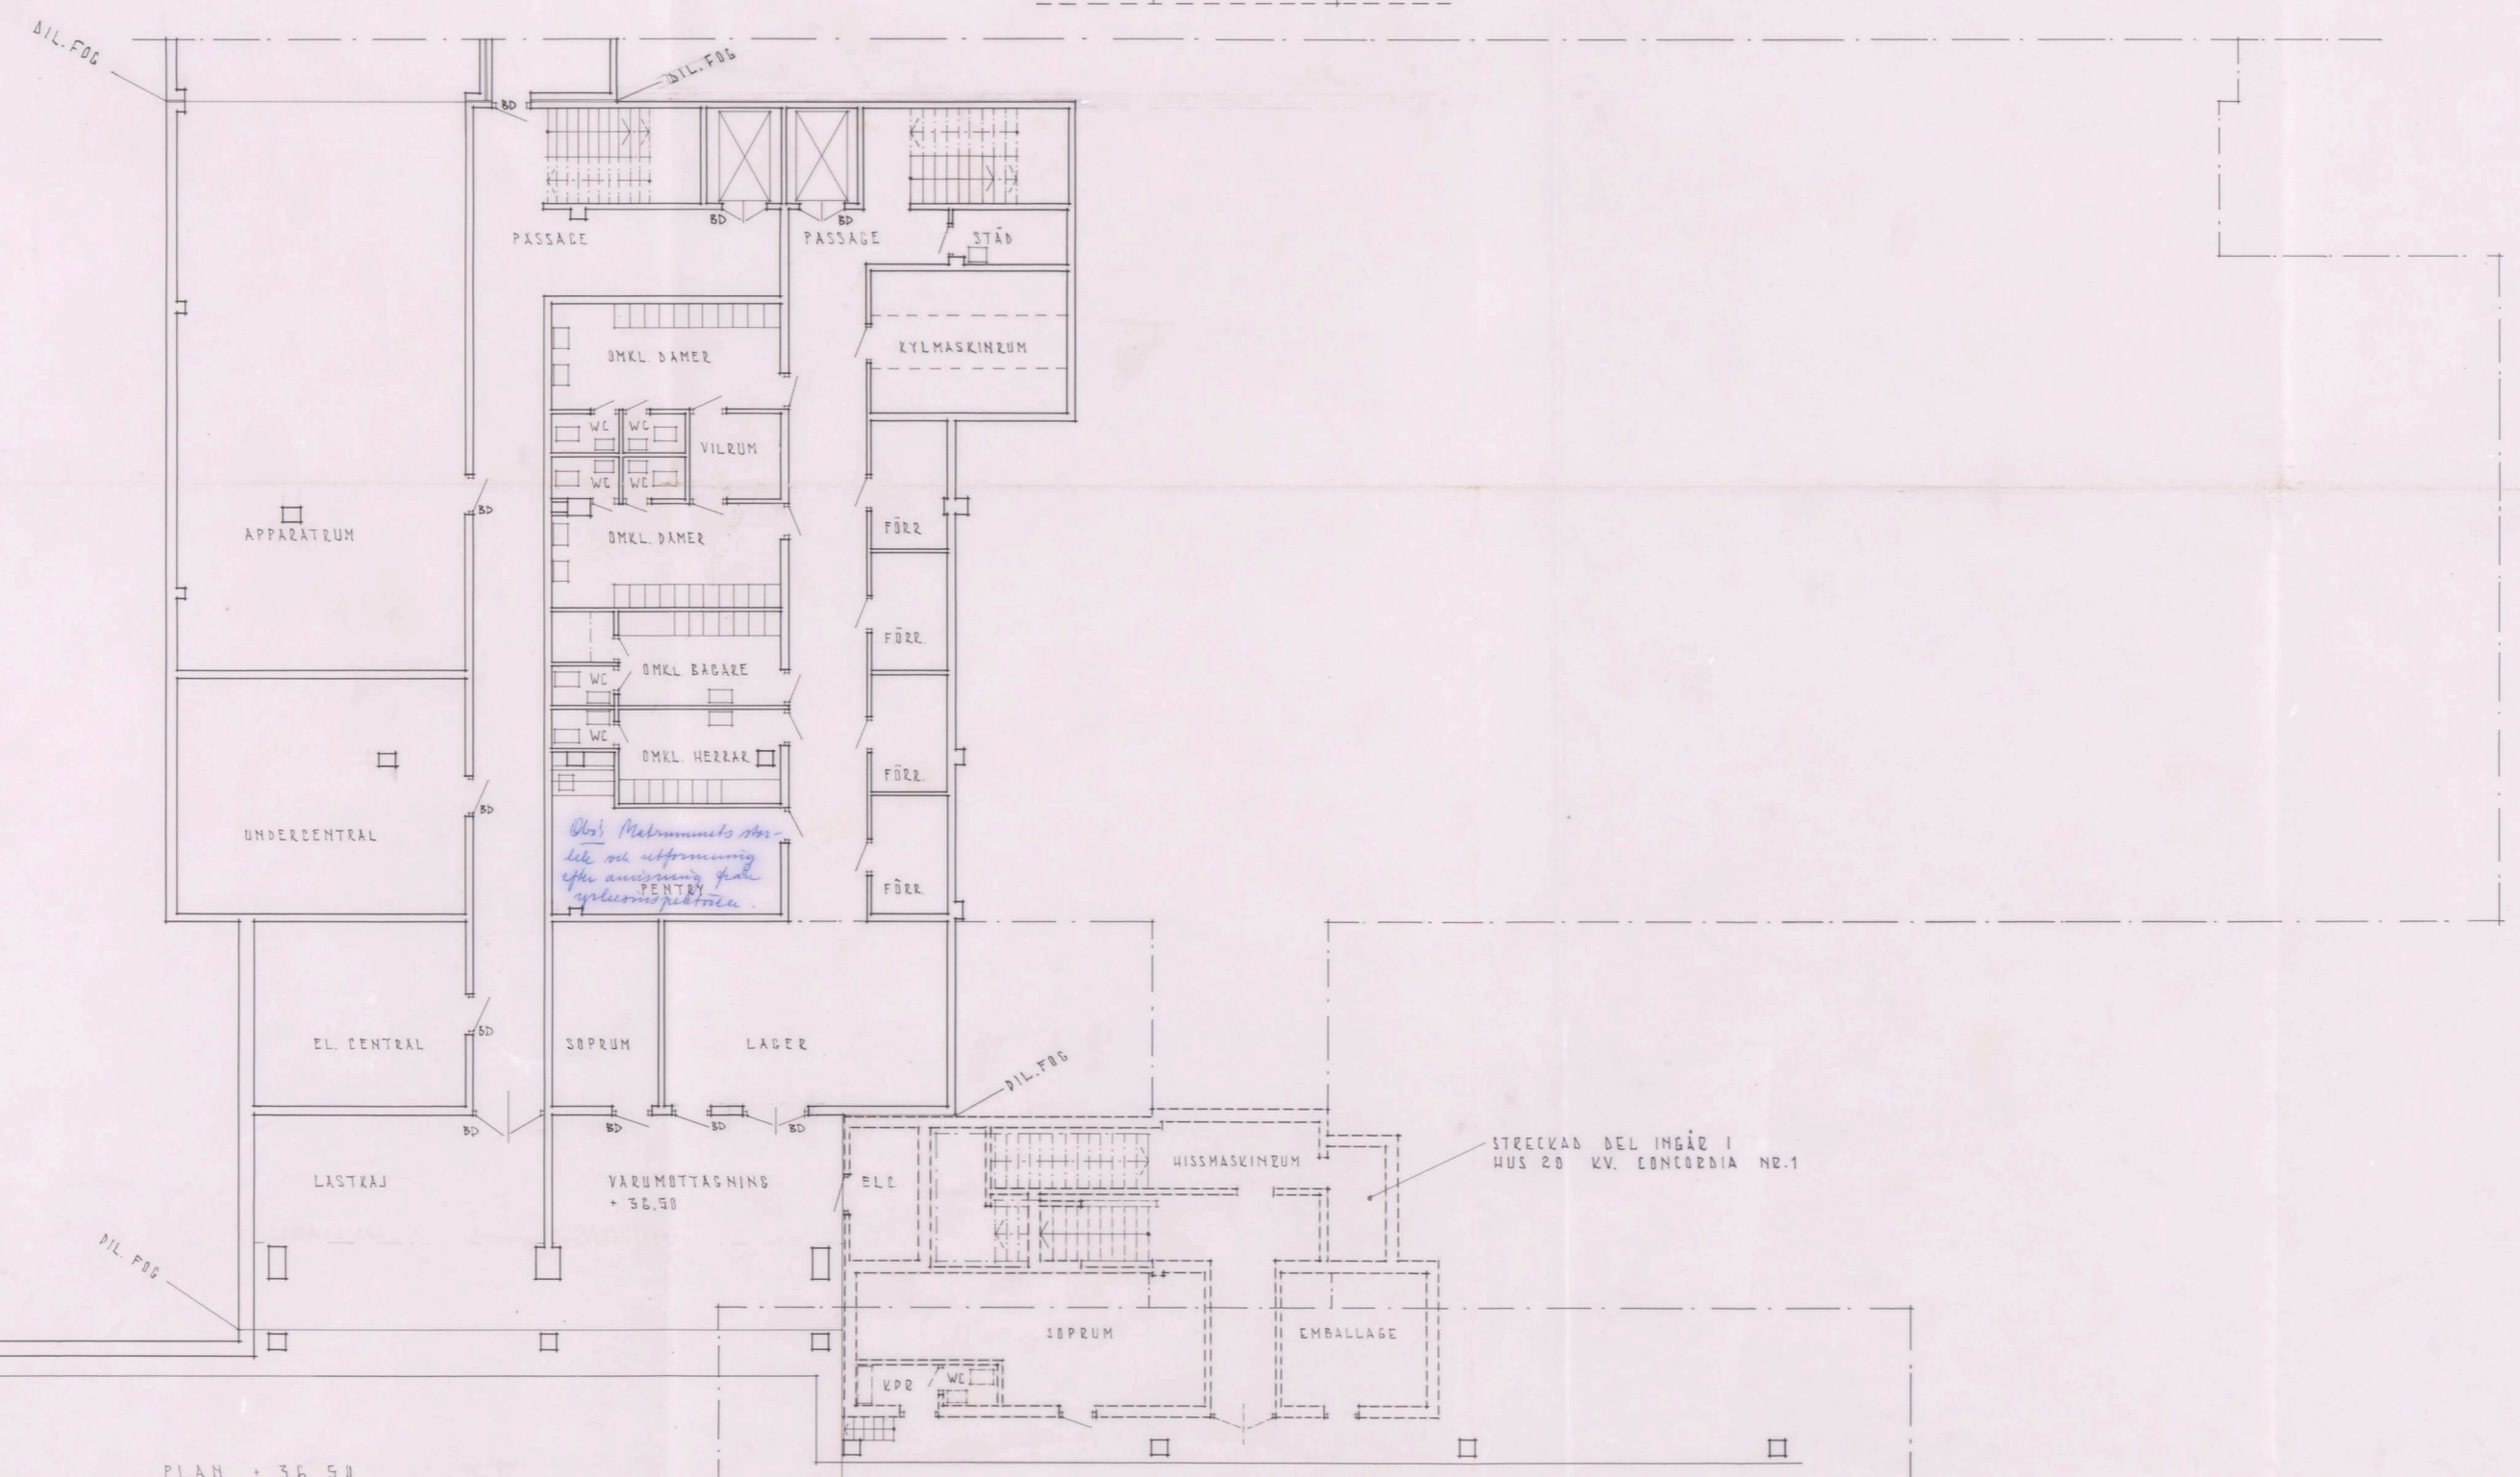 DIL. FOG
DIL. FOG
BD
BD
BD
PASSAGE
PASSAGE
STÄD
OMKL. DAMER
KYLMASKINRUM
WC
WC
VILRUM
WC
WC
BD
APPARATRUM
OMKL. DAMER
FÖRR
FÖRR.
OMKL. BAGARE
WC
WC
OMKL. HERRAR
FÖRR.
BD
UNDERCENTRAL
Obs! Matrummets stor-
lek och utformning
efter anvisning från
PENTRY
yrkesinspektören.
FÖRR.
BD
EL. CENTRAL
SOPRUM
LAGER
DIL. FOG
BD
BD
BD
BD
LASTKAJ
VARUMOTTAGNING
+ 36,50
ELC
HISSMASKINRUM
STRECKAD DEL INGÅR I
HUS 20 KV. CONCORDIA NR.1
DIL. FOG
SOPRUM
EMBALLAGE
KPR
WC
PLAN + 36.50